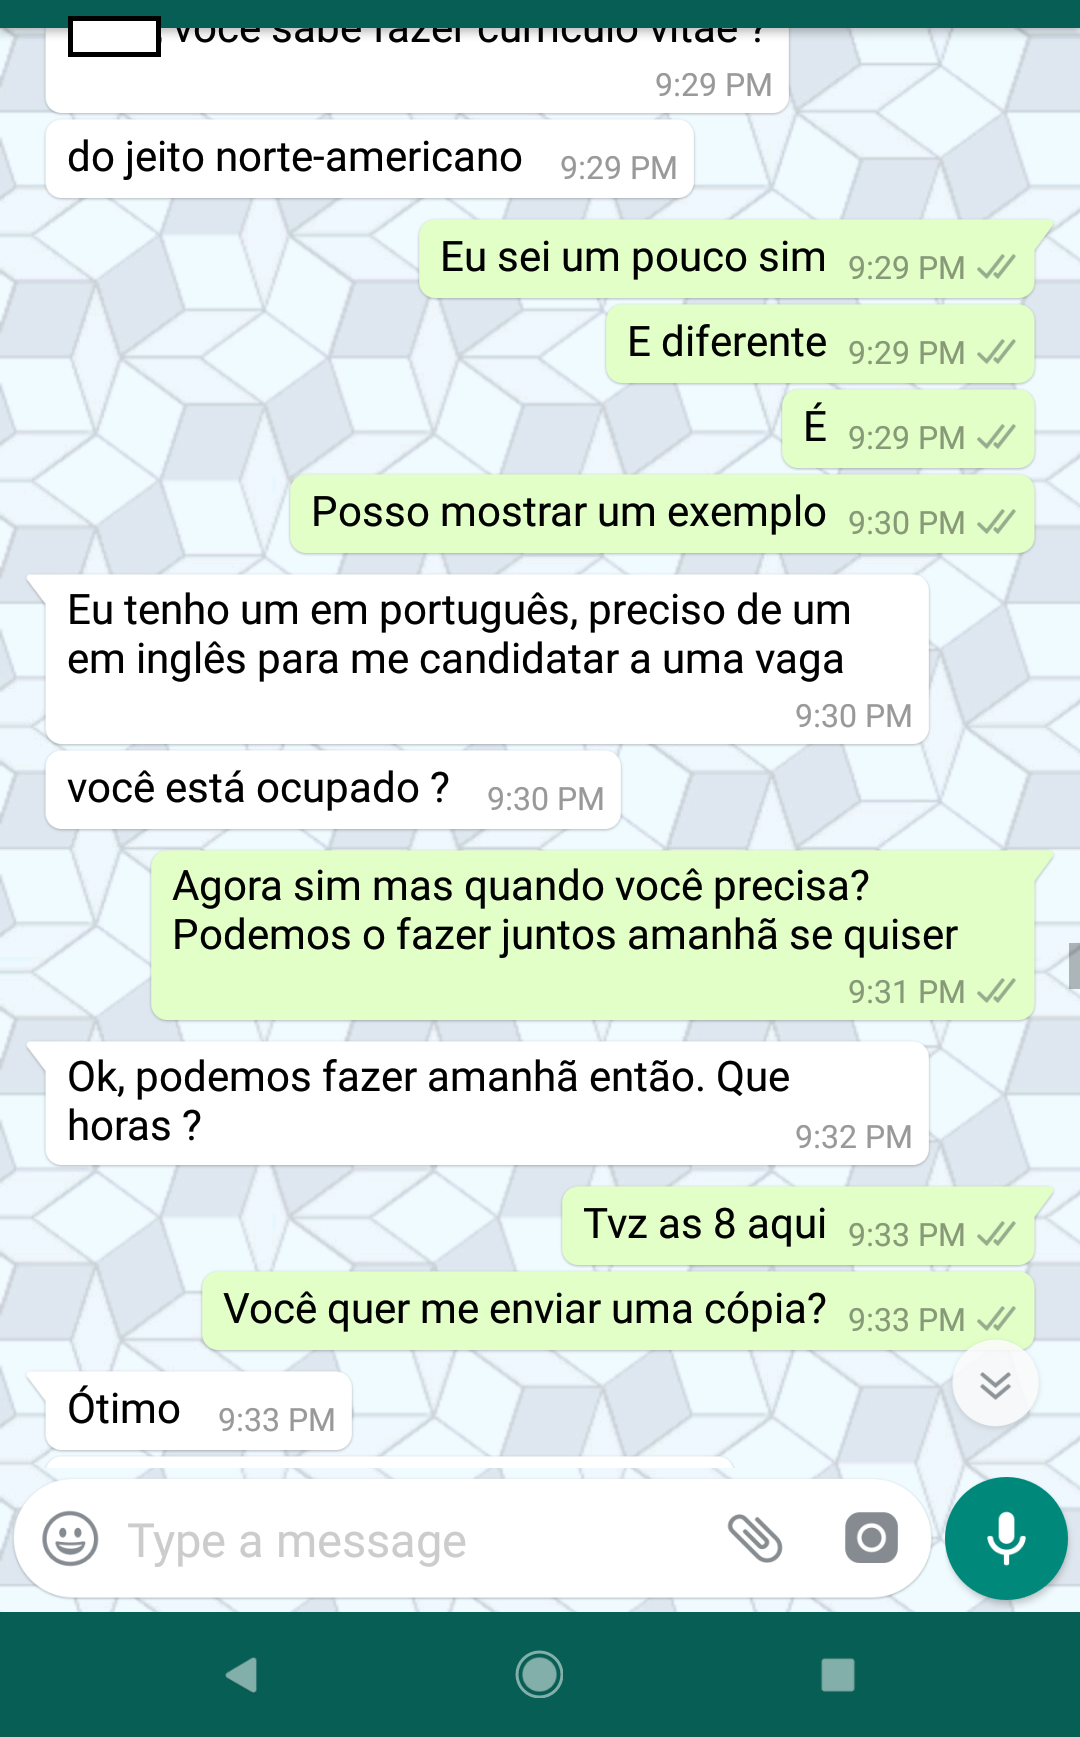 você sabe fazer currículo vitae ?
9:29 PM
do jeito norte-americano 9:29 PM
Eu sei um pouco sim 9:29 PM
E diferente 9:29 PM
É 9:29 PM
Posso mostrar um exemplo 9:30 PM
Eu tenho um em português, preciso de um
em inglês para me candidatar a uma vaga
9:30 PM
você está ocupado ? 9:30 PM
Agora sim mas quando você precisa?
Podemos o fazer juntos amanhã se quiser
9:31 PM
Ok, podemos fazer amanhã então. Que
horas ?
9:32 PM
Tvz as 8 aqui 9:33 PM
Você quer me enviar uma cópia? 9:33 PM
Ótimo 9:33 PM
Type a message